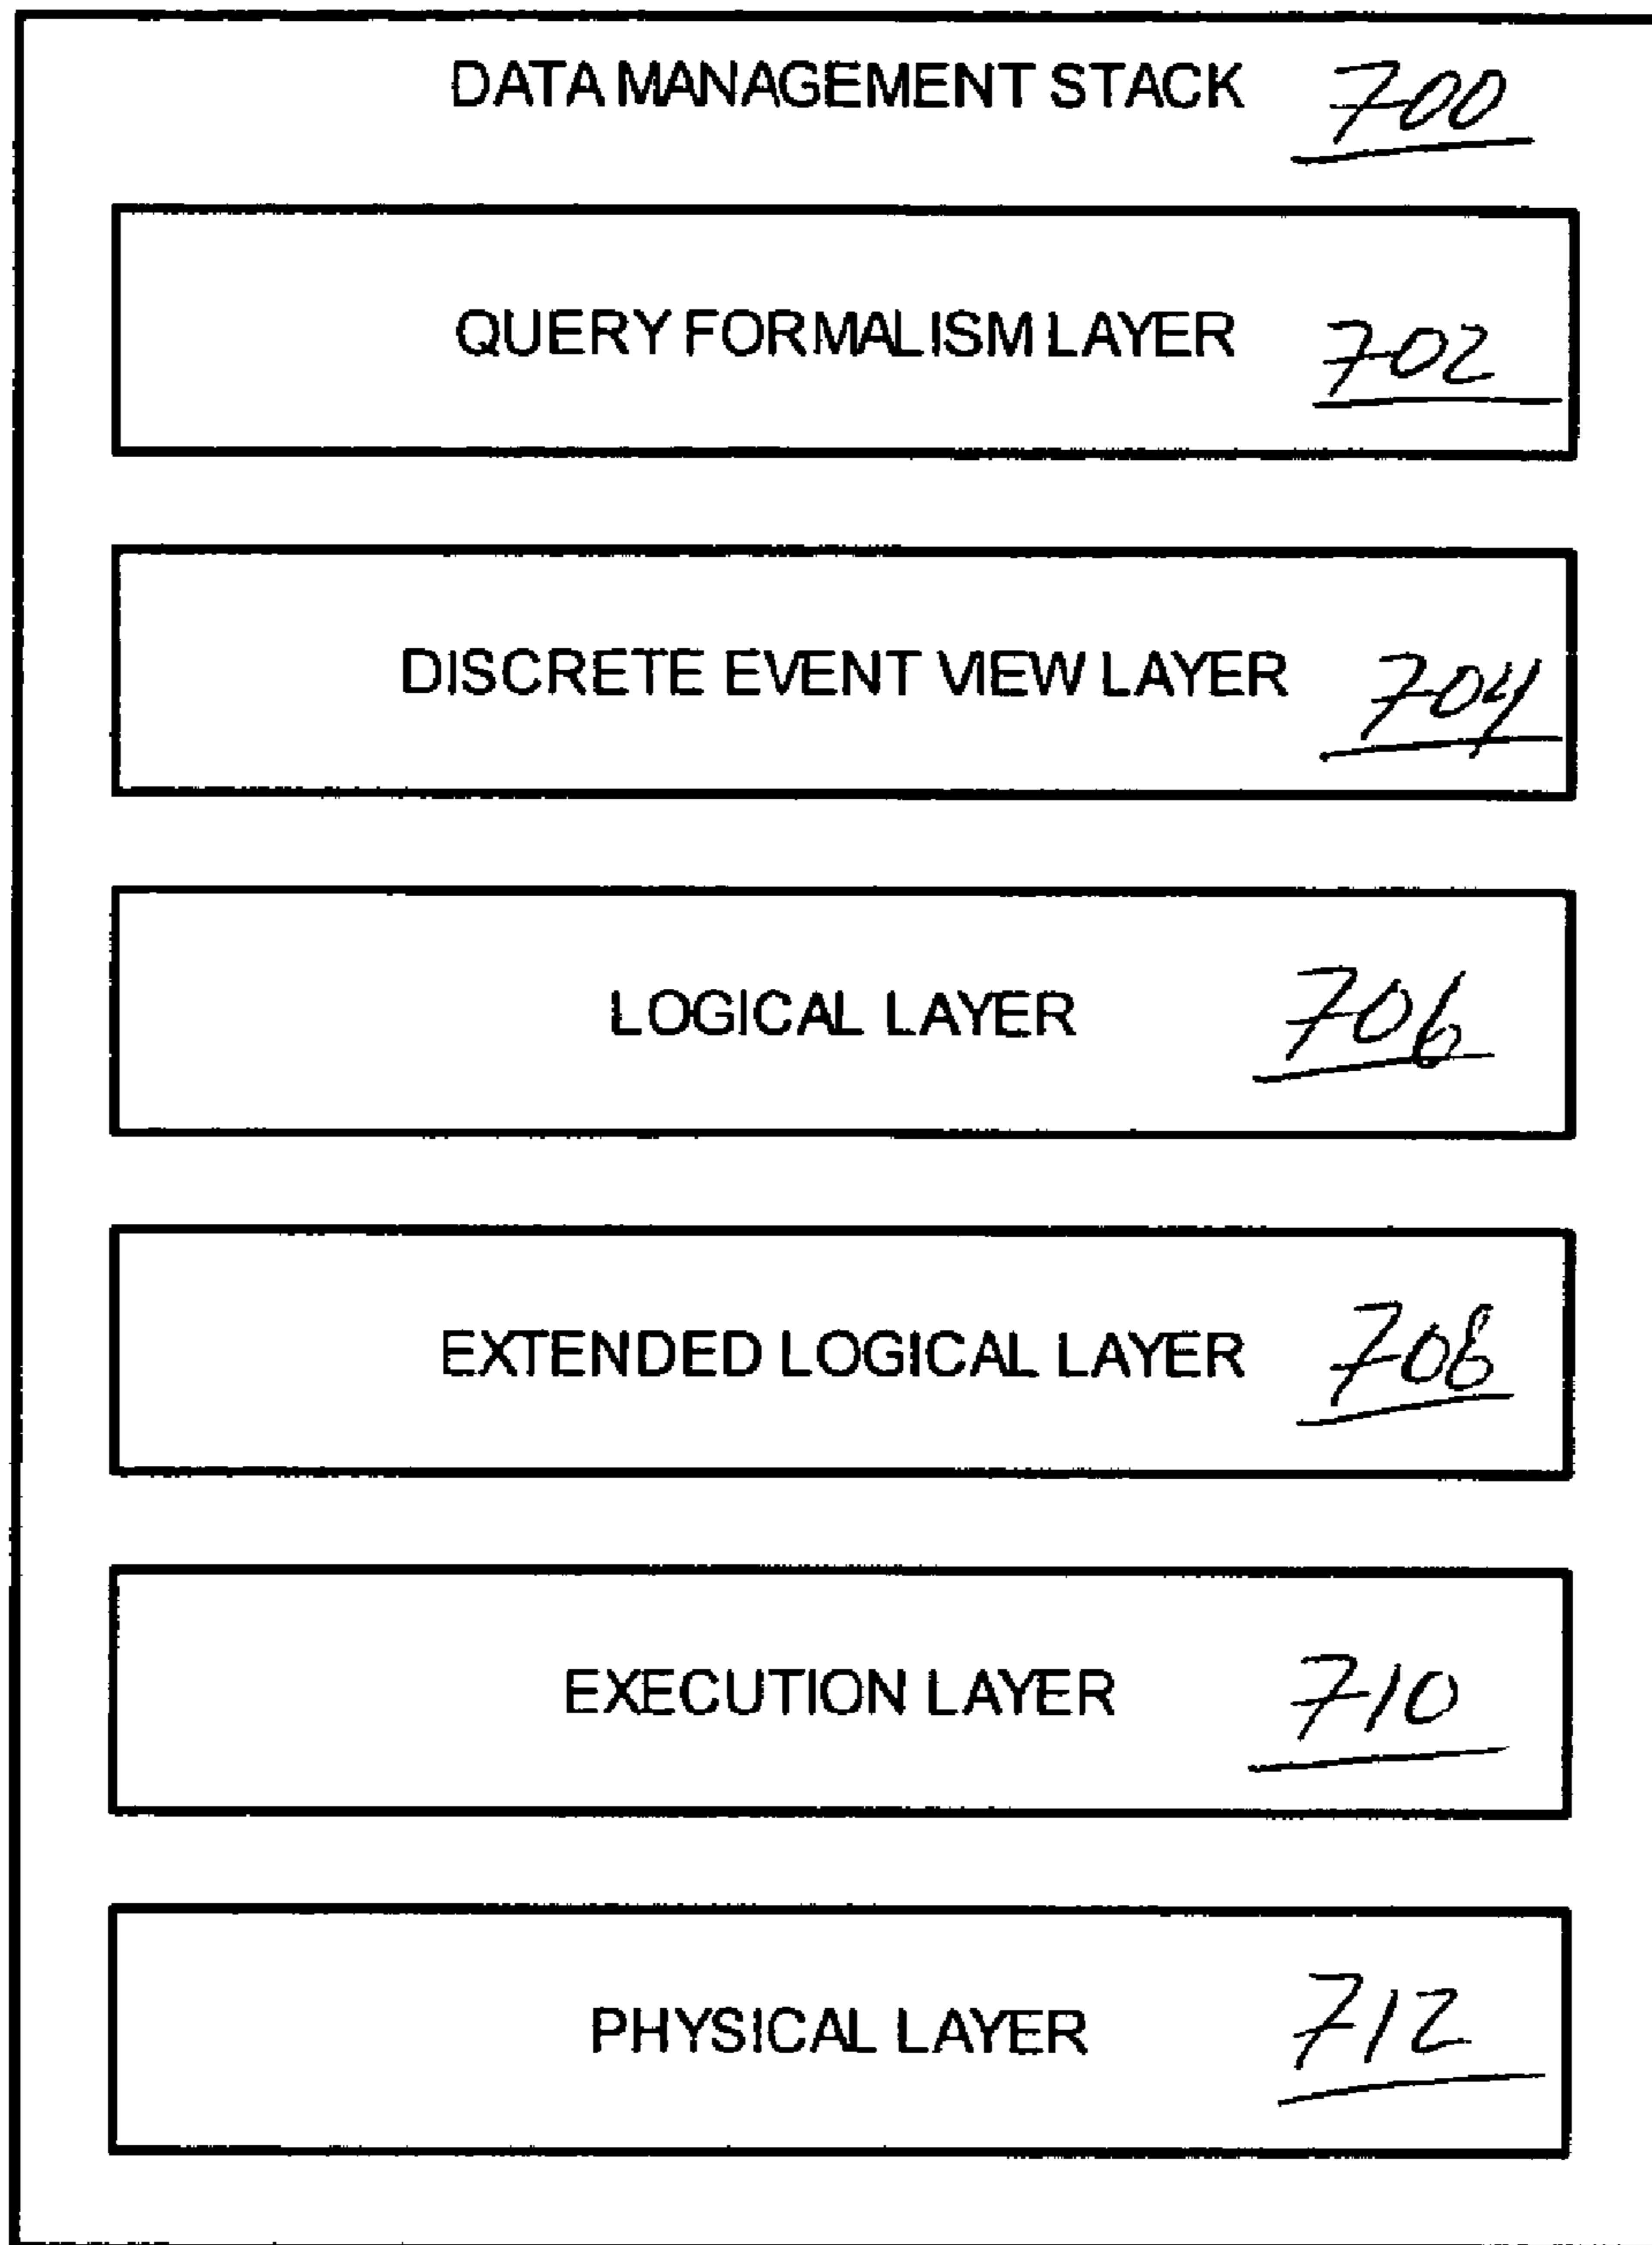 DATA MANAGEMENT STACK 700
QUERY FORMALISM LAYER 702
DISCRETE EVENT VIEW LAYER 704
LOGICAL LAYER 706
EXTENDED LOGICAL LAYER 708
EXECUTION LAYER 710
PHYSICAL LAYER 712